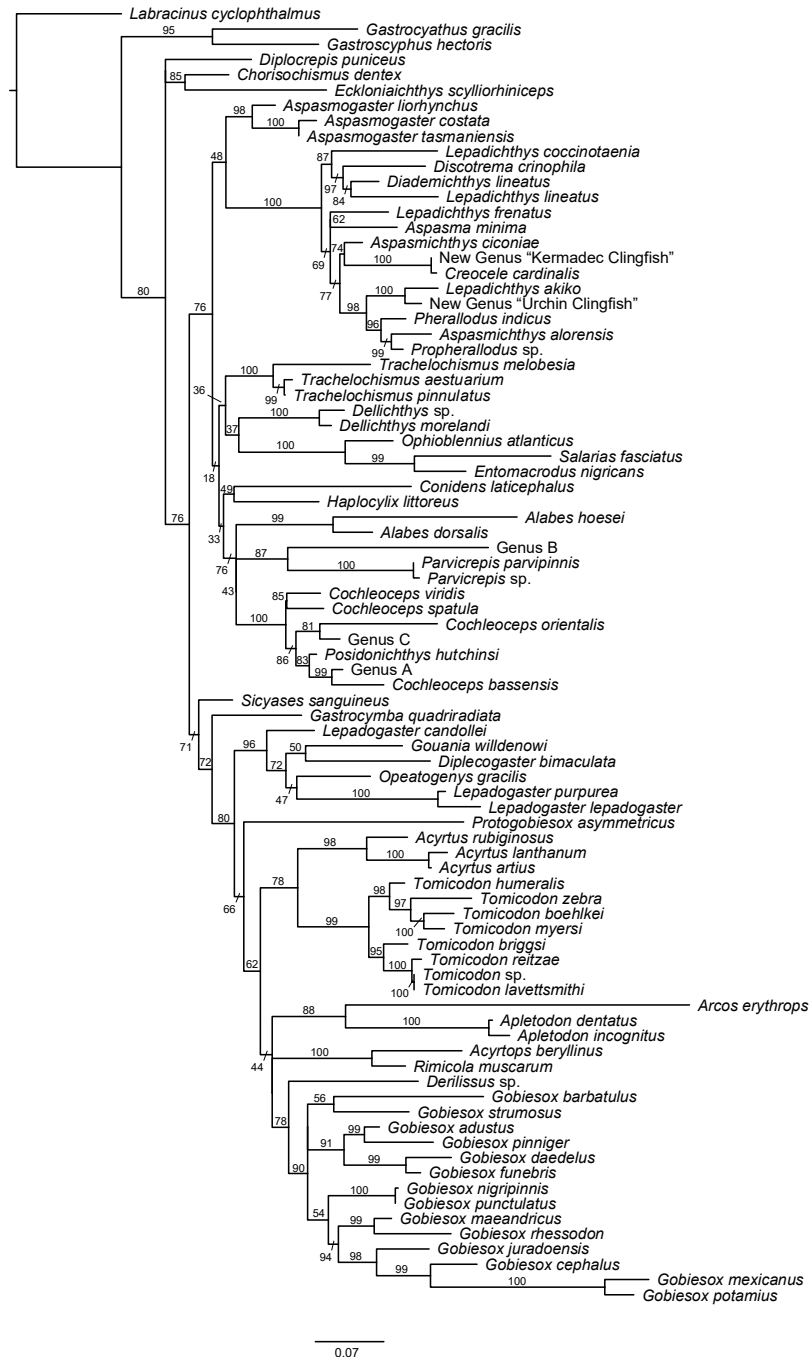 Labracinus cyclophthalmus
95
Gastrocyathus gracilis
Gastroscyphus hectoris
Diplocrepis puniceus
85
Chorisochismus dentex
Eckloniaichthys scylliorhiniceps
98
Aspasmogaster liorhynchus
100
Aspasmogaster costata
Aspasmogaster tasmaniensis
48
87
Lepadichthys coccinotaenia
97
Discotrema crinophila
84
Diademichthys lineatus
Lepadichthys lineatus
100
62
Lepadichthys frenatus
Aspasma minima
69
74
Aspasmichthys ciconiae
100
New Genus “Kermadec Clingfish”
Creocele cardinalis
77
98
100
Lepadichthys akiko
New Genus “Urchin Clingfish”
96
Pherallodus indicus
99
Aspasmichthys alorensis
Propherallodus sp.
80
76
100
Trachelochismus melobesia
99
Trachelochismus aestuarium
Trachelochismus pinnulatus
36
37
100
Dellichthys sp.
Dellichthys morelandi
100
Ophioblennius atlanticus
99
Salarias fasciatus
Entomacrodus nigricans
18
49
Conidens laticephalus
Haplocylix littoreus
33
99
Alabes hoesei
Alabes dorsalis
76
76
87
Genus B
100
Parvicrepis parvipinnis
Parvicrepis sp.
43
100
85
Cochleoceps viridis
Cochleoceps spatula
81
Cochleoceps orientalis
Genus C
86
83
Posidonichthys hutchinsi
99
Genus A
Cochleoceps bassensis
71
Sicyases sanguineus
72
Gastrocymba quadriradiata
96
Lepadogaster candollei
72
50
Gouania willdenowi
Diplecogaster bimaculata
47
Opeatogenys gracilis
100
Lepadogaster purpurea
Lepadogaster lepadogaster
80
Protogobiesox asymmetricus
66
78
98
Acyrtus rubiginosus
100
Acyrtus lanthanum
Acyrtus artius
99
98
Tomicodon humeralis
97
Tomicodon zebra
100
Tomicodon boehlkei
Tomicodon myersi
95
Tomicodon briggsi
100
Tomicodon reitzae
100
Tomicodon sp.
Tomicodon lavettsmithi
62
88
Arcos erythrops
100
Apletodon dentatus
Apletodon incognitus
44
100
Acyrtops beryllinus
Rimicola muscarum
78
Derilissus sp.
56
Gobiesox barbatulus
Gobiesox strumosus
90
91
99
Gobiesox adustus
Gobiesox pinniger
99
Gobiesox daedelus
Gobiesox funebris
54
100
Gobiesox nigripinnis
Gobiesox punctulatus
94
99
Gobiesox maeandricus
Gobiesox rhessodon
98
Gobiesox juradoensis
99
Gobiesox cephalus
100
Gobiesox mexicanus
Gobiesox potamius
0.07